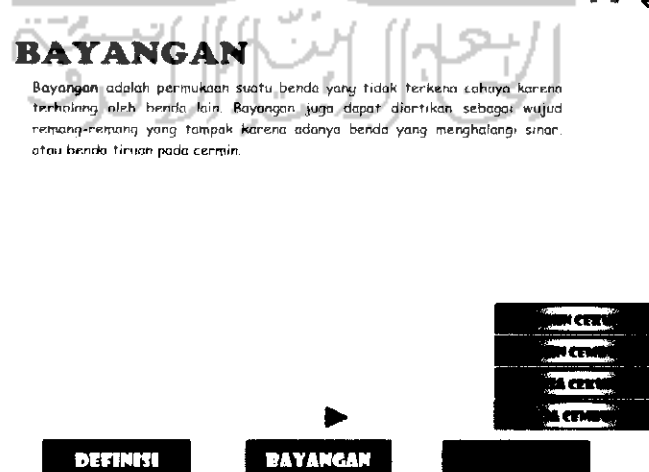 BAYANGAN
Bayangan adalah permukaan suatu benda yang tidak terkena cahaya karena
terhalang oleh benda lain. Bayangan juga dapat diartikan sebagai wujud
remang-remang yang tampak karena adanya benda yang menghalangi sinar.
atau benda tiruan pada cermin.
DEFINISI
BAYANGAN